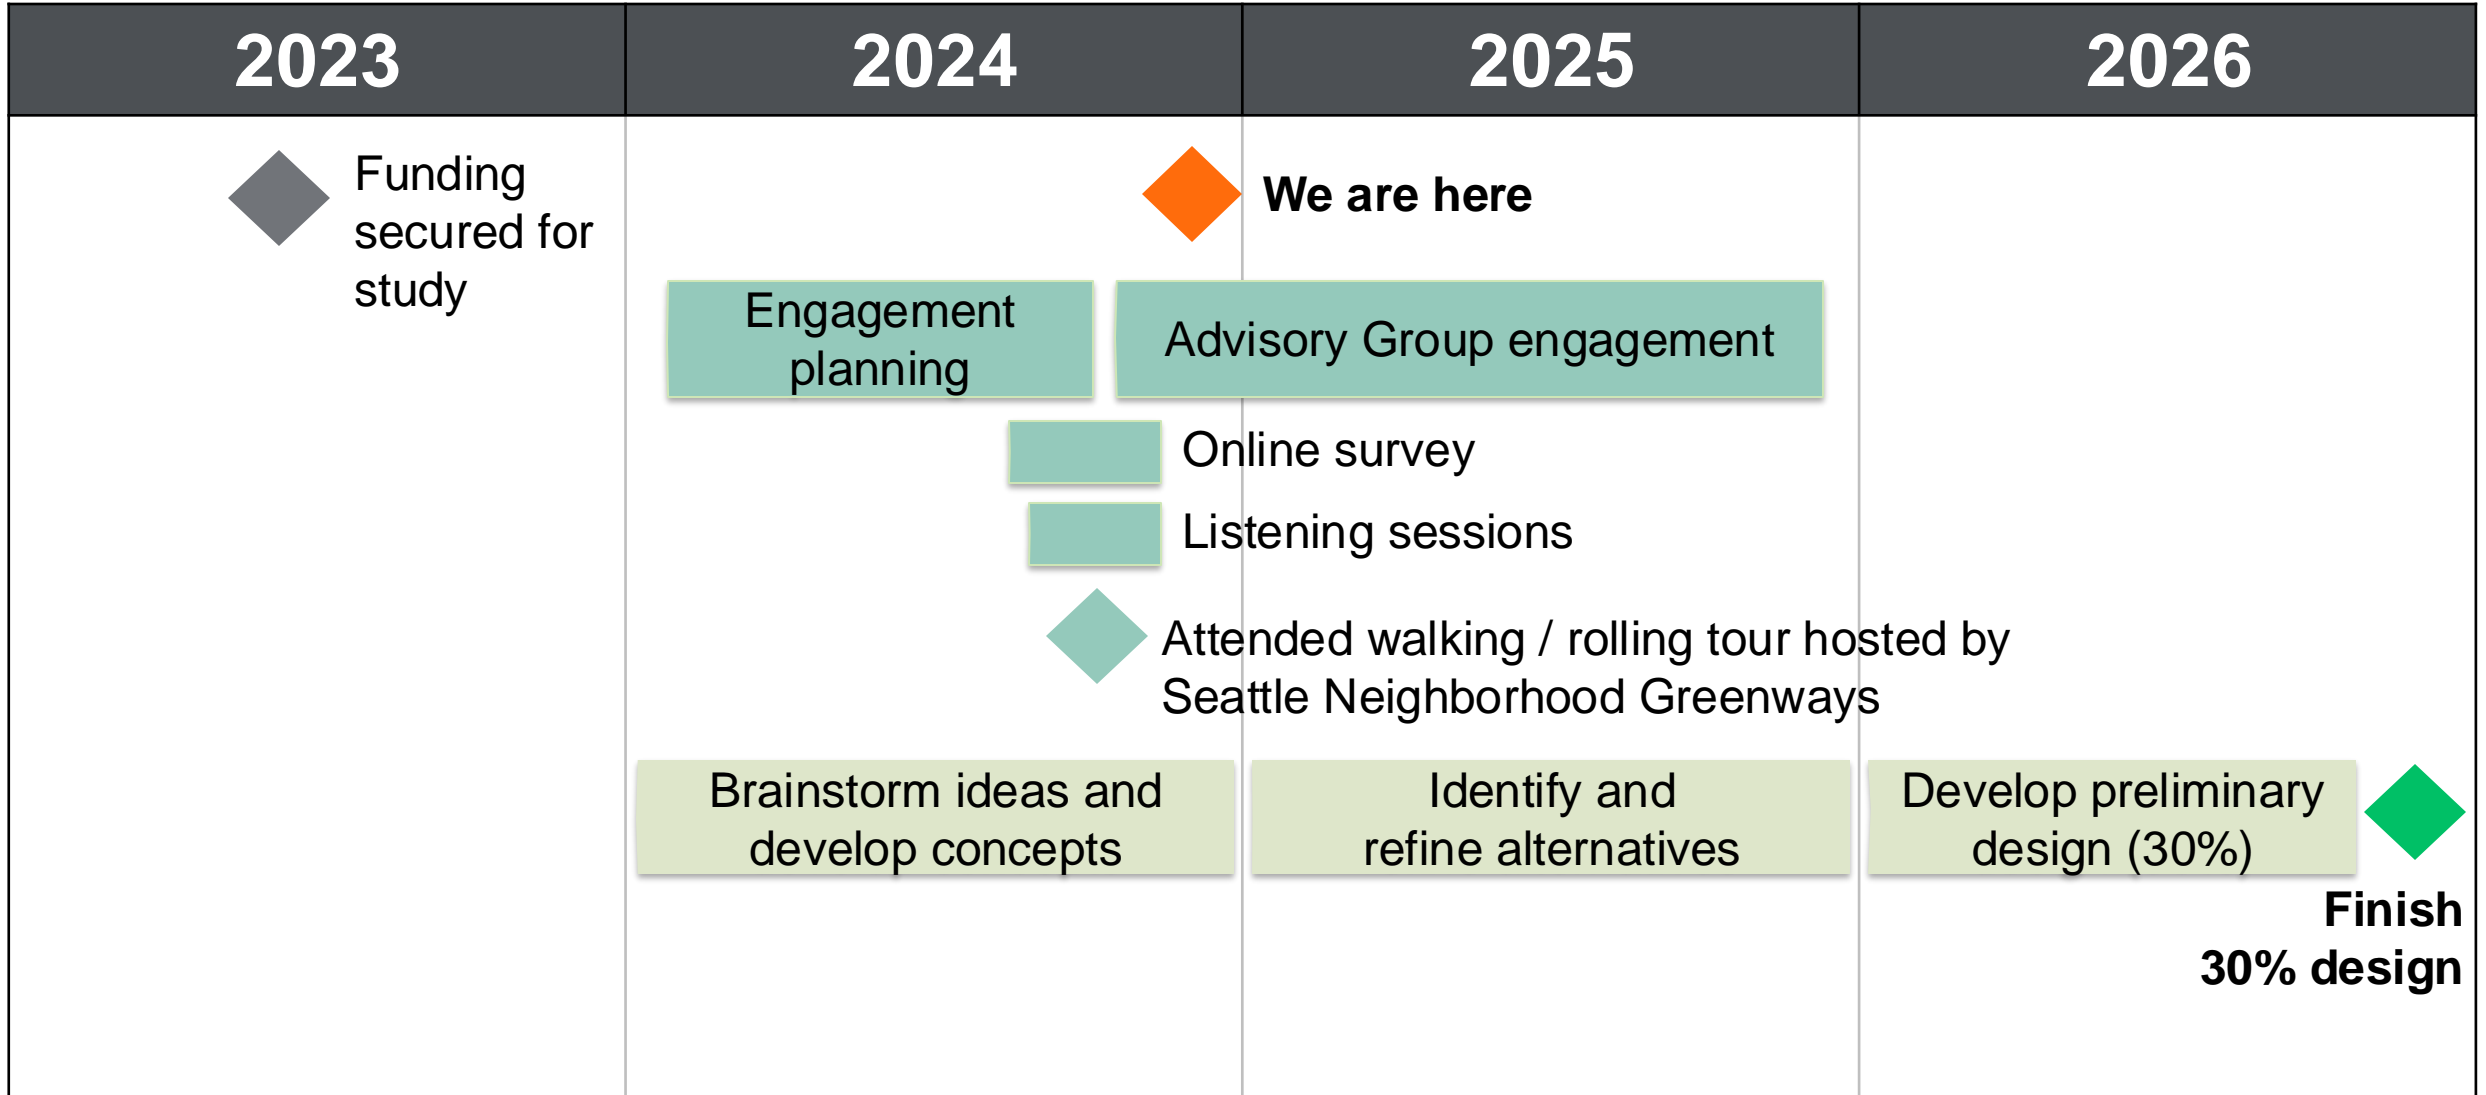 2023 2024 2025 2026
Funding
secured for
study
We are here
Engagement
planning
Advisory Group engagement
Online survey
Listening sessions
Attended walking / rolling tour hosted by
Seattle Neighborhood Greenways
Brainstorm ideas and
develop concepts
Identify and
refine alternatives
Develop preliminary
design (30%)
Finish
30% design